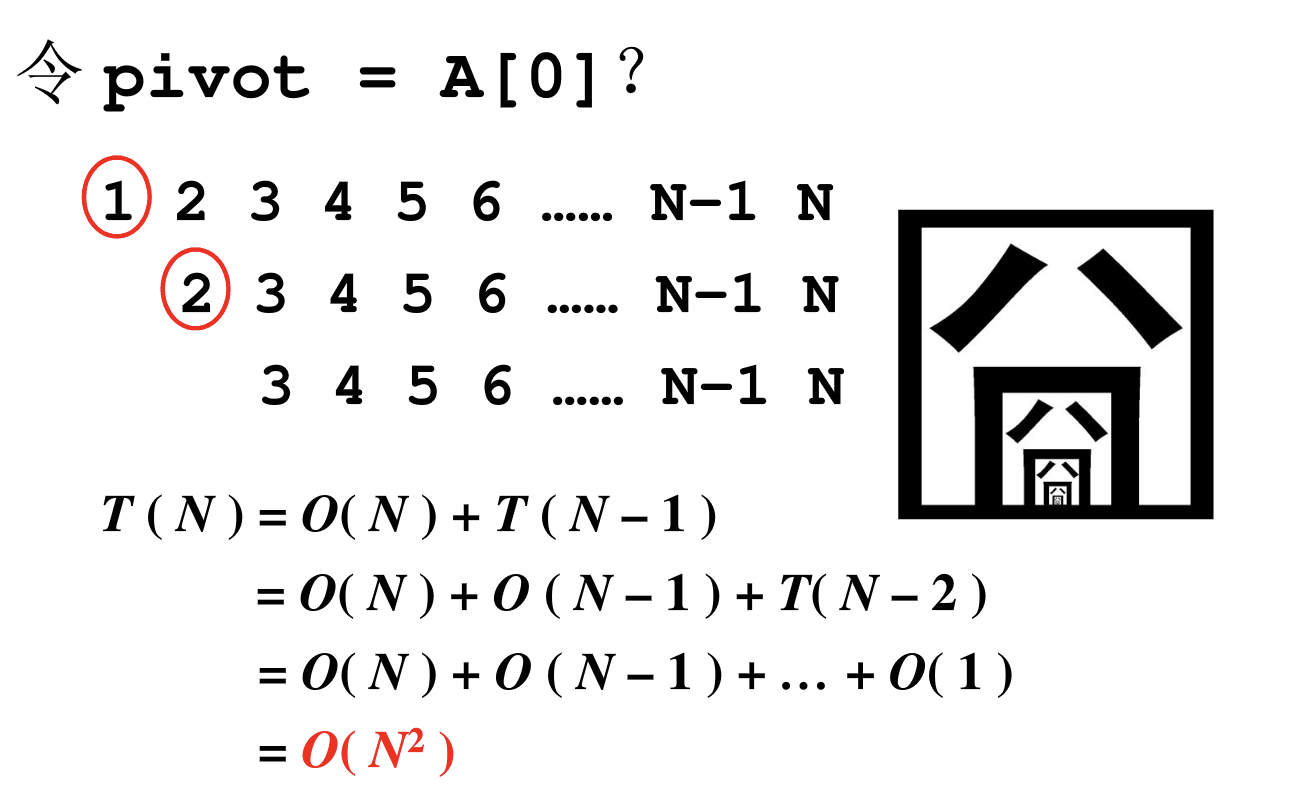 令 pivot = A[0]?
1 2 3 4 5 6 …… N-1 N
2 3 4 5 6 …… N-1 N
3 4 5 6 …… N-1 N
T ( N ) = O( N ) + T ( N – 1 )
= O( N ) + O ( N – 1 ) + T( N – 2 )
= O( N ) + O ( N – 1 ) + … + O( 1 )
= O( N² )